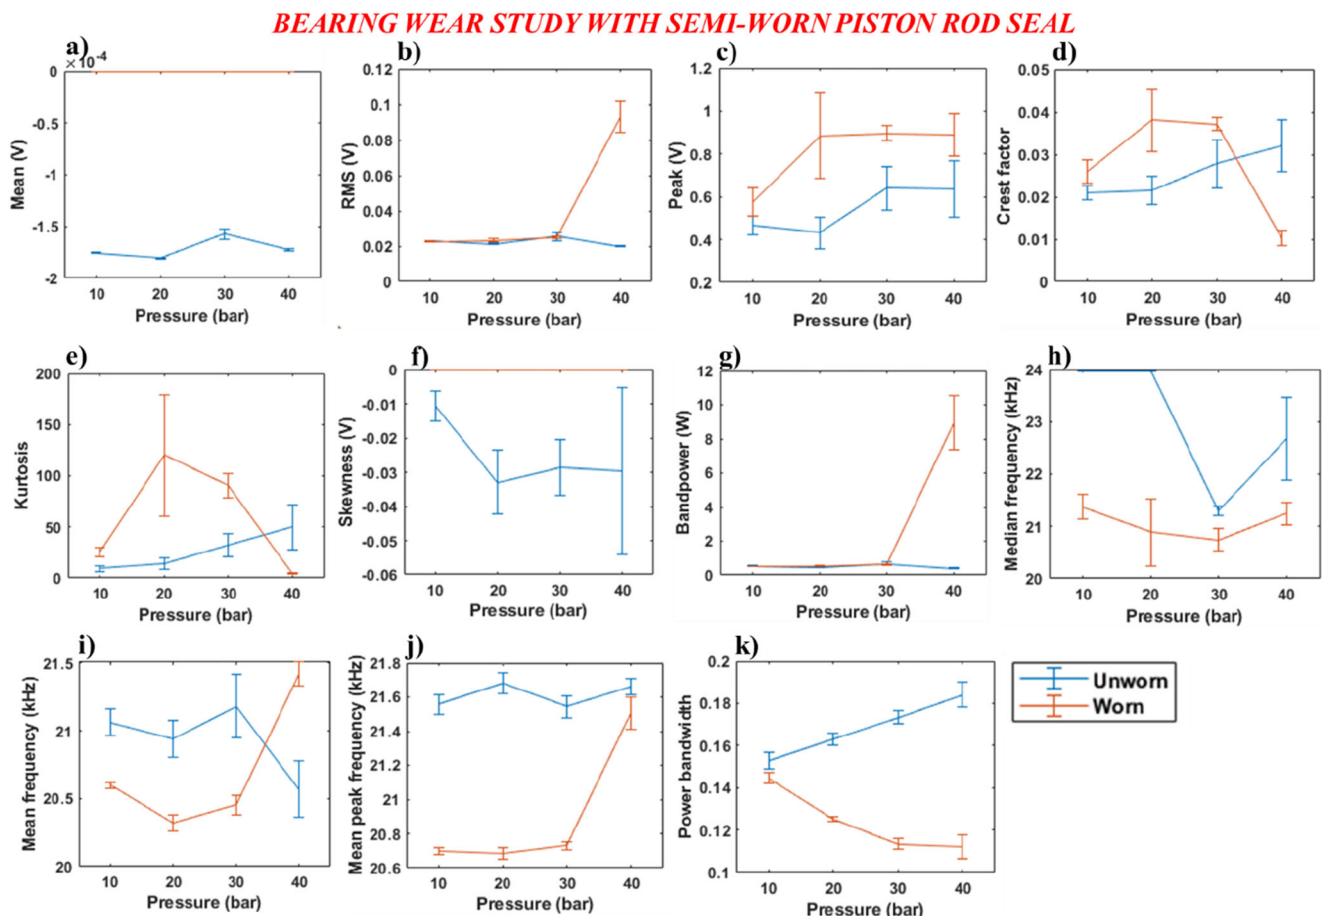 BEARING WEAR STUDY WITH SEMI-WORN PISTON ROD SEAL
a)
×10⁻⁴
0
-0.5
-1
-1.5
-2
Mean (V)
10 20 30 40
Pressure (bar)
b)
0.12
0.1
0.08
0.06
0.04
0.02
0
RMS (V)
10 20 30 40
Pressure (bar)
c)
1.2
1
0.8
0.6
0.4
0.2
Peak (V)
10 20 30 40
Pressure (bar)
d)
0.05
0.04
0.03
0.02
0.01
0
Crest factor
10 20 30 40
Pressure (bar)
e)
200
150
100
50
0
Kurtosis
10 20 30 40
Pressure (bar)
f)
0
-0.01
-0.02
-0.03
-0.04
-0.05
-0.06
Skewness (V)
10 20 30 40
Pressure (bar)
g)
12
10
8
6
4
2
0
Bandpower (W)
10 20 30 40
Pressure (bar)
h)
24
23
22
21
20
Median frequency (kHz)
10 20 30 40
Pressure (bar)
i)
21.5
21
20.5
20
Mean frequency (kHz)
10 20 30 40
Pressure (bar)
j)
21.8
21.6
21.4
21.2
21
20.8
20.6
Mean peak frequency (kHz)
10 20 30 40
Pressure (bar)
k)
0.2
0.18
0.16
0.14
0.12
0.1
Power bandwidth
10 20 30 40
Pressure (bar)
Unworn
Worn